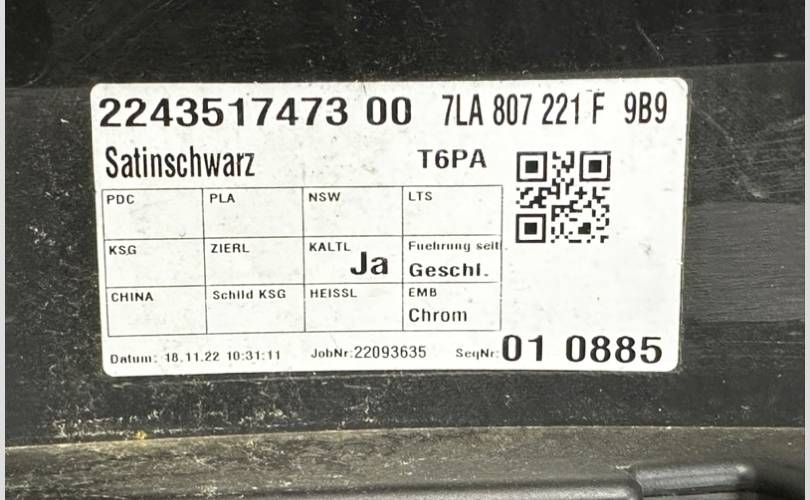 2243517473 00 7LA 807 221 F 9B9
Satinschwarz T6PA
PDC PLA NSW LTS
KSG ZIERL KALTL Ja Fuehrung seitl. Geschl.
CHINA Schild KSG HEISSL EMB Chrom
Datum: 18.11.22 10:31:11 JobNr:22093635 SeqNr:01 0885